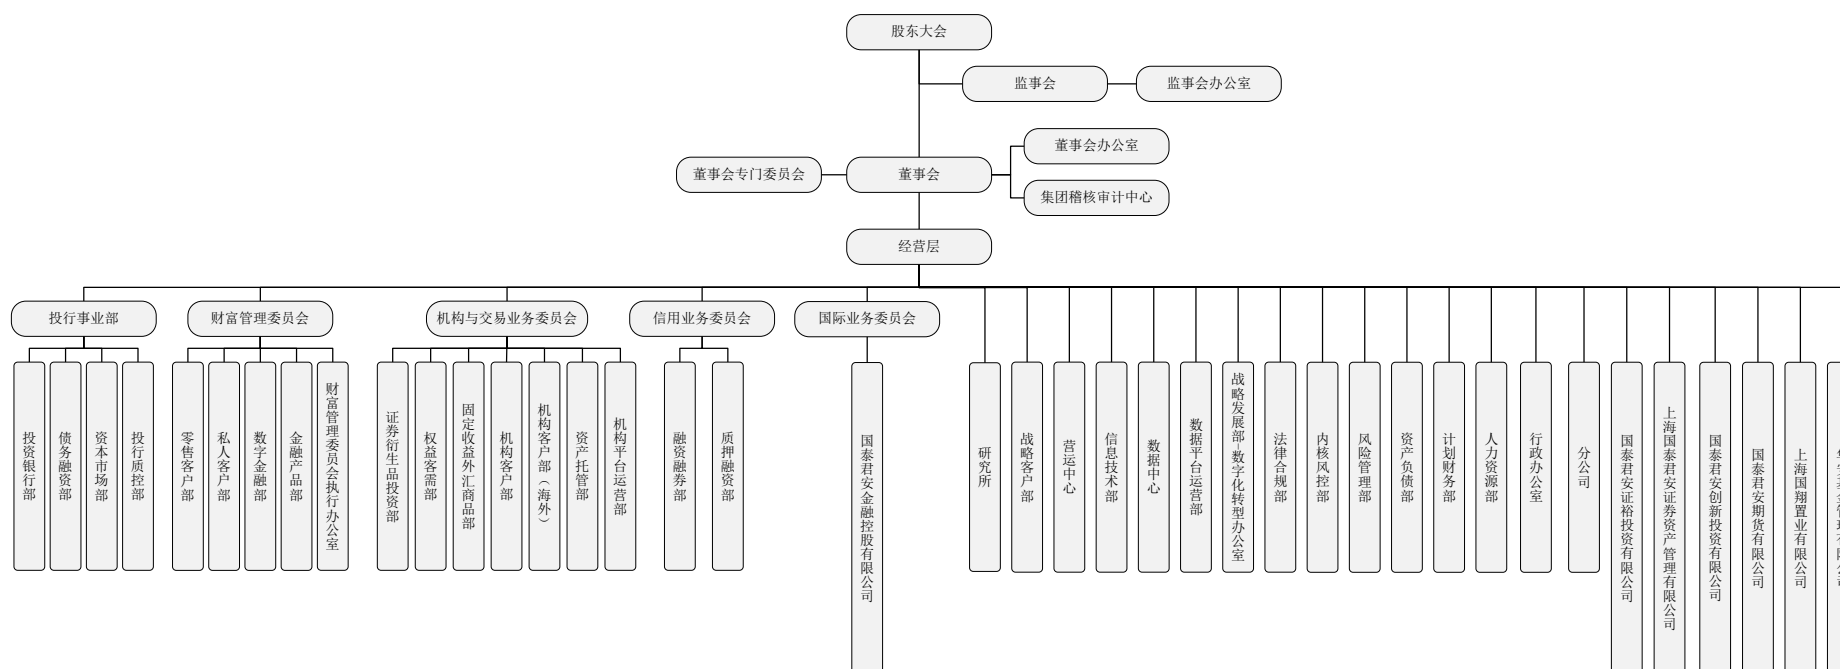 股东大会
监事会
监事会办公室
董事会办公室
董事会专门委员会
董事会
集团稽核审计中心
经营层
投行事业部
财富管理委员会
机构与交易业务委员会
信用业务委员会
国际业务委员会
投资银行部
债务融资部
资本市场部
投行质控部
零售客户部
私人客户部
数字金融部
金融产品部
财富管理委员会执行办公室
证券衍生品投资部
权益客需部
固定收益外汇商品部
机构客户部
机构客户部（海外）
资产托管部
机构平台运营部
融资融券部
质押融资部
国泰君安金融控股有限公司
研究所
战略客户部
营运中心
信息技术部
数据中心
数据平台运营部
战略发展部-数字化转型办公室
法律合规部
内核风控部
风险管理部
资产负债部
计划财务部
人力资源部
行政办公室
分公司
国泰君安证裕投资有限公司
上海国泰君安证券资产管理有限公司
国泰君安创新投资有限公司
国泰君安期货有限公司
上海国翔置业有限公司